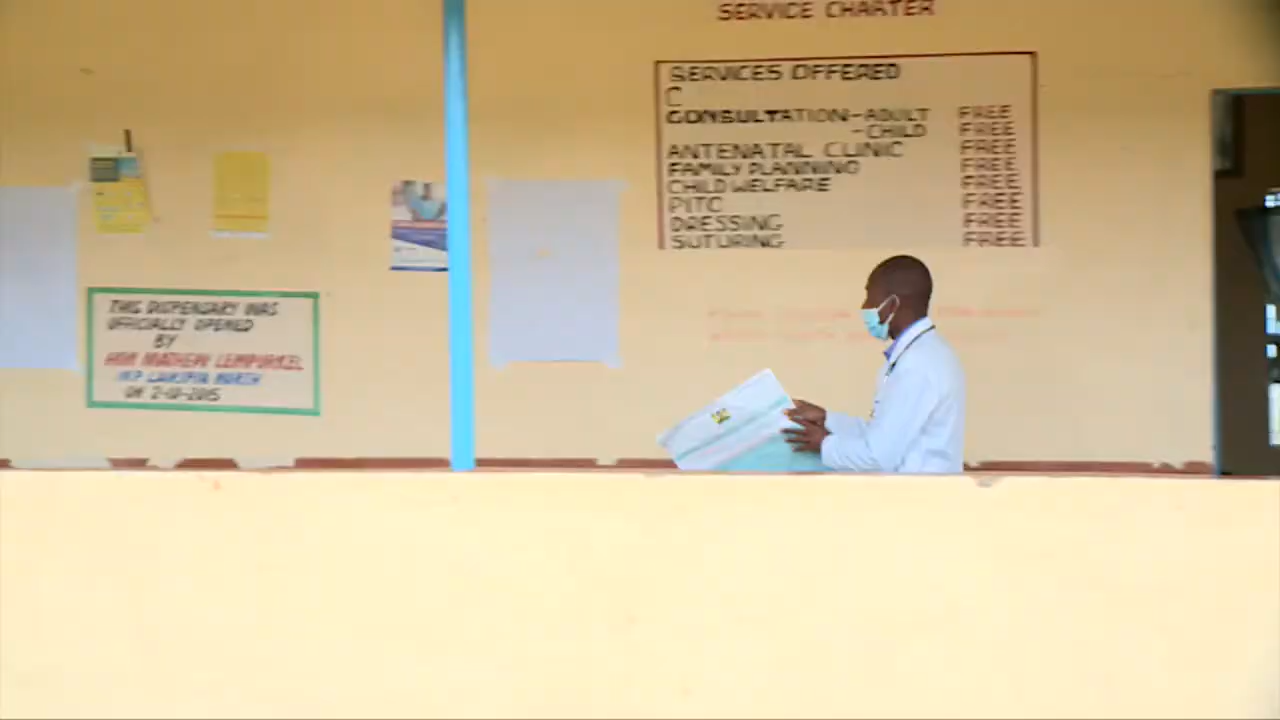 SERVICE CHARTER
SERVICES OFFERED
C
CONSULTATION-ADULT FREE
-CHILD FREE
ANTENATAL CLINIC FREE
FAMILY PLANNING FREE
CHILD WELFARE FREE
PITC FREE
DRESSING FREE
SUTURING FREE
THIS DISPENSARY WAS
OFFICIALLY OPENED
BY
HON MATHEW LEMPURKEL
MP LAIKIPIA NORTH
ON 2-10-2015